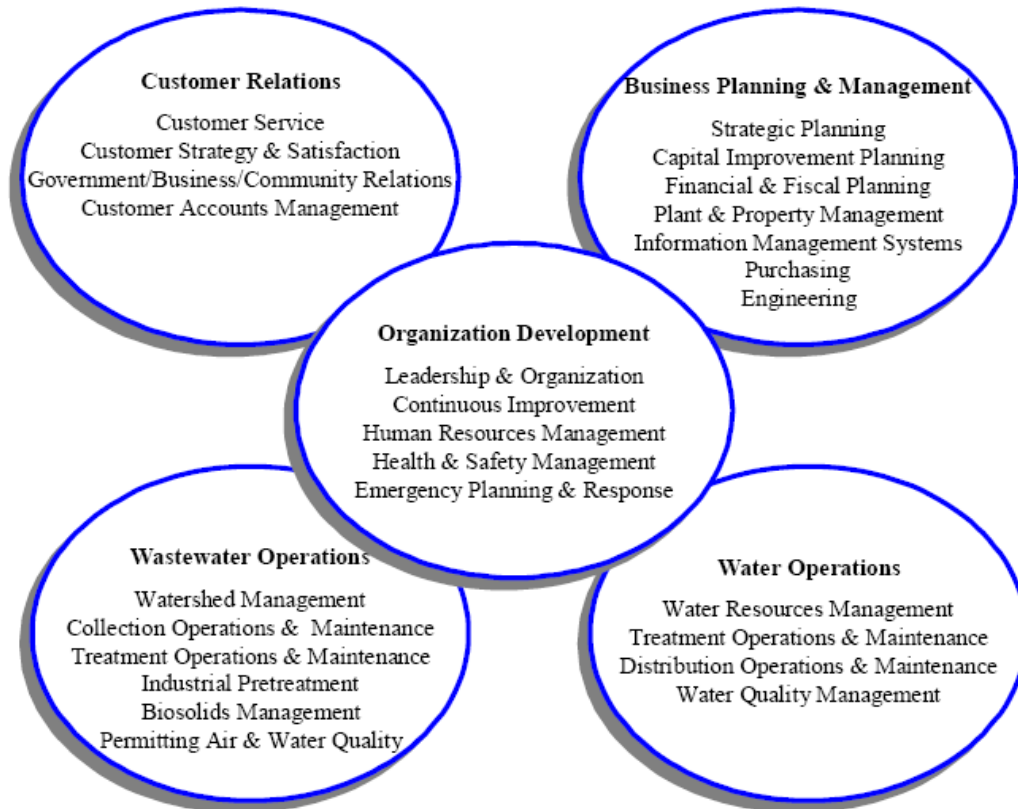 Customer Relations
Customer Service
Customer Strategy & Satisfaction
Government/Business/Community Relations
Customer Accounts Management
Business Planning & Management
Strategic Planning
Capital Improvement Planning
Financial & Fiscal Planning
Plant & Property Management
Information Management Systems
Purchasing
Engineering
Organization Development
Leadership & Organization
Continuous Improvement
Human Resources Management
Health & Safety Management
Emergency Planning & Response
Wastewater Operations
Watershed Management
Collection Operations & Maintenance
Treatment Operations & Maintenance
Industrial Pretreatment
Biosolids Management
Permitting Air & Water Quality
Water Operations
Water Resources Management
Treatment Operations & Maintenance
Distribution Operations & Maintenance
Water Quality Management